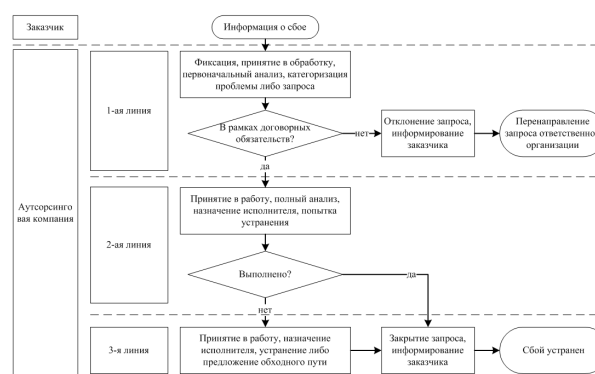 Заказчик
Информация о сбое
Фиксация, принятие в обработку,
первоначальный анализ, категоризация
проблемы либо запроса
1-ая линия
В рамках договорных
обязательств?
нет
Отклонение запроса,
информирование
заказчика
Перенаправление
запроса ответственно
организации
да
Аутсорсинго
вая компания
Принятие в работу, полный анализ,
назначение исполнителя, попытка
устранения
2-ая линия
Выполнено?
да
нет
3-я линия
Принятие в работу, назначение
исполнителя, устранение либо
предложение обходного пути
Закрытие запроса,
информирование
заказчика
Сбой устранен